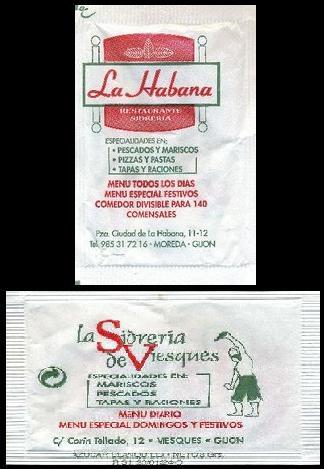 La Habana
RESTAURANTE
SIDRERIA
ESPECIALIDADES EN:
• PESCADOS Y MARISCOS
• PIZZAS Y PASTAS
• TAPAS Y RACIONES
MENU TODOS LOS DIAS
MENU ESPECIAL FESTIVOS
COMEDOR DIVISIBLE PARA 140
COMENSALES
Pza. Ciudad de La Habana, 11-12
Tel. 985 31 72 16 - MOREDA - GIJON
la Sidreria
de Viesques
ESPECIALIDADES EN:
MARISCOS
PESCADOS
TAPAS Y RACIONES
MENU DIARIO
MENU ESPECIAL DOMINGOS Y FESTIVOS
C/ Corín Tellado, 12 • VIESQUES • GIJON